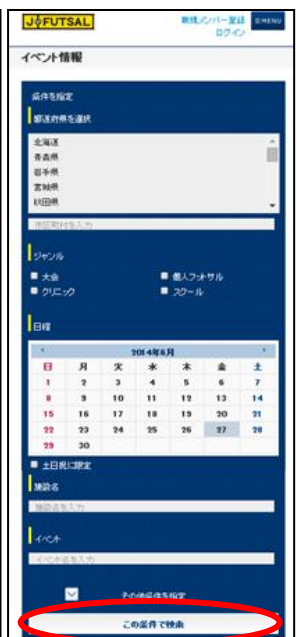 J♀FUTSAL
新規メンバー登録
ログイン
≡MENU
イベント情報
条件を指定
都道府県を選択
北海道
青森県
岩手県
宮城県
秋田県
市区町村を入力
ジャンル
大会 個人フットサル
クリニック スクール
日程
2014年6月
日 月 火 水 木 金 土
1 2 3 4 5 6 7
8 9 10 11 12 13 14
15 16 17 18 19 20 21
22 23 24 25 26 27 28
29 30
土日祝に限定
施設名
施設名を入力
イベント
イベント名を入力
その他条件を指定
この条件で検索